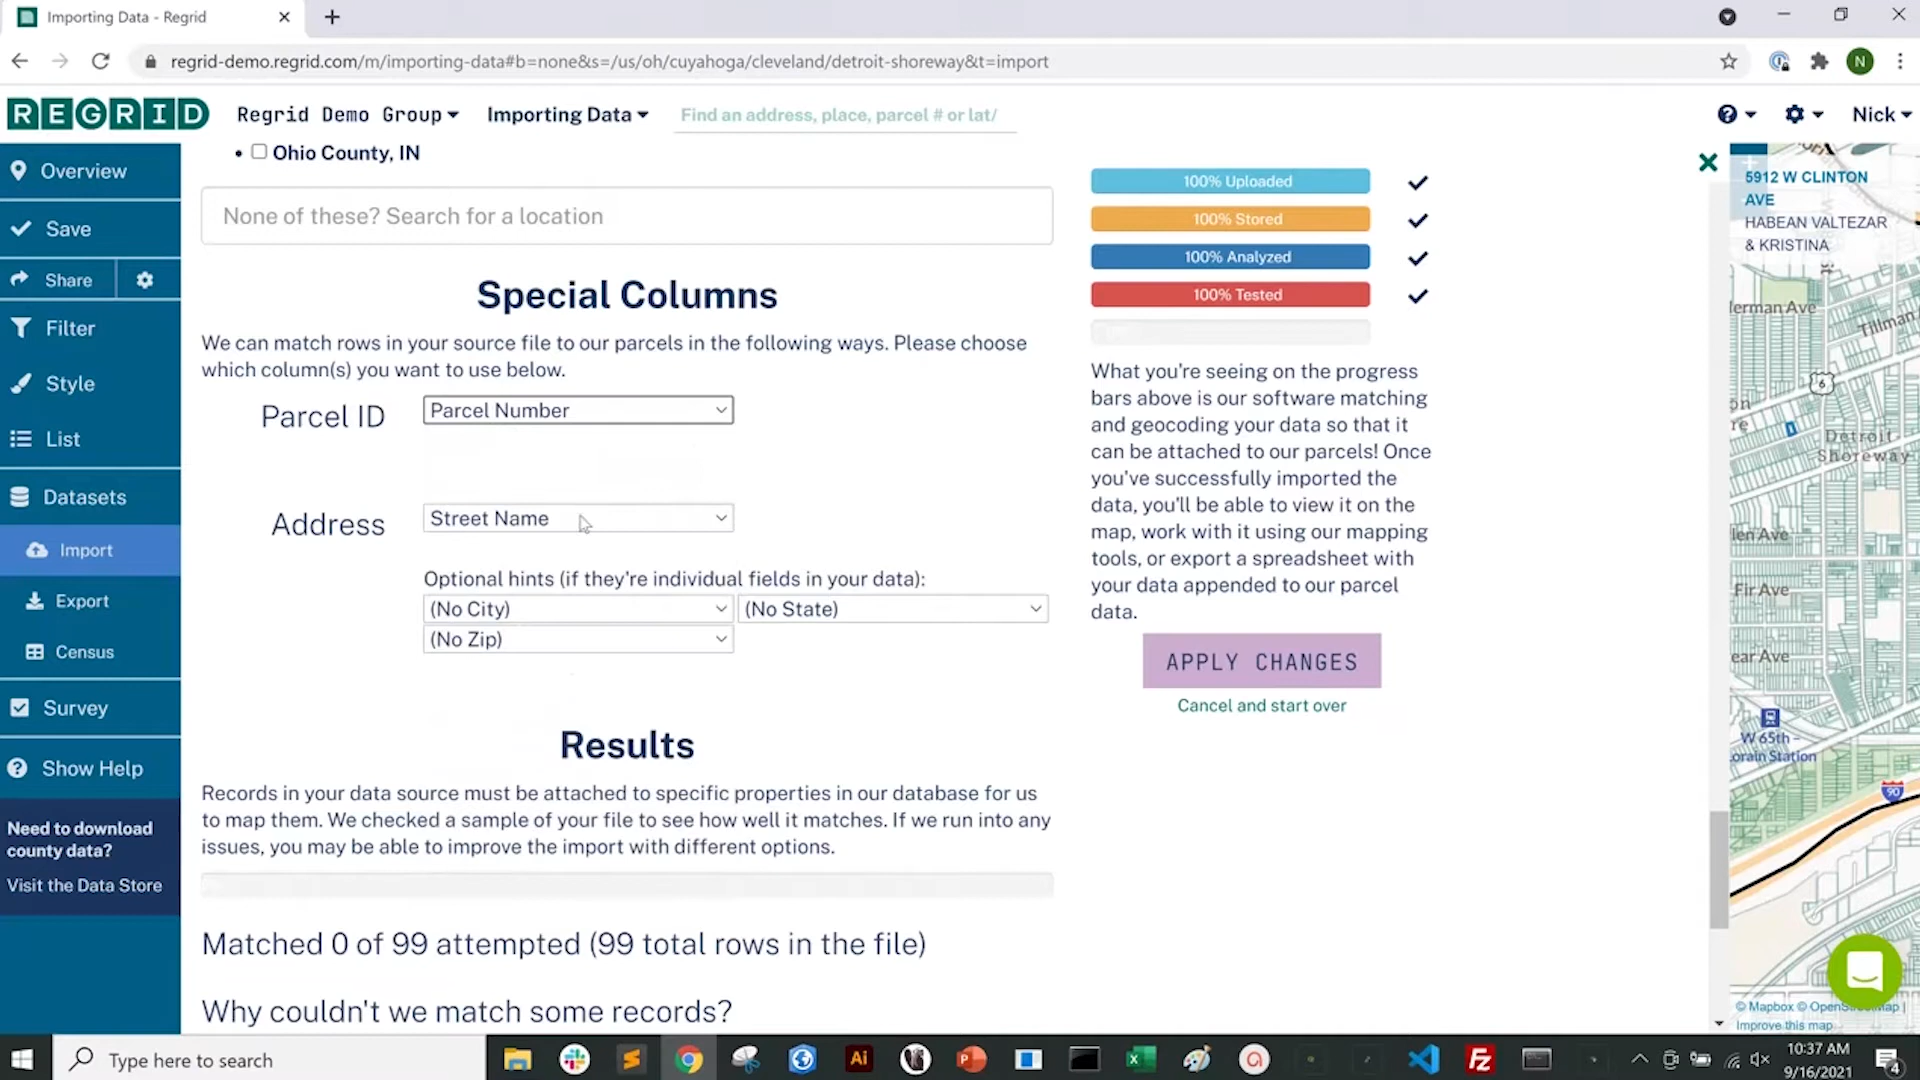 Importing Data - Regrid
regrid-demo.regrid.com/m/importing-data#b=none&s=/us/oh/cuyahoga/cleveland/detroit-shoreway&t=import
N
REGRID
Regrid Demo Group
Importing Data
Find an address, place, parcel # or lat/
Nick
Overview
Save
Share
Filter
Style
List
Datasets
Import
Export
Census
Survey
Show Help
Need to download
county data?
Visit the Data Store
Ohio County, IN
None of these? Search for a location
Special Columns
We can match rows in your source file to our parcels in the following ways. Please choose
which column(s) you want to use below.
Parcel ID
Parcel Number
Address
Street Name
Optional hints (if they're individual fields in your data):
(No City)
(No State)
(No Zip)
Results
Records in your data source must be attached to specific properties in our database for us
to map them. We checked a sample of your file to see how well it matches. If we run into any
issues, you may be able to improve the import with different options.
Matched 0 of 99 attempted (99 total rows in the file)
Why couldn't we match some records?
100% Uploaded
100% Stored
100% Analyzed
100% Tested
What you're seeing on the progress
bars above is our software matching
and geocoding your data so that it
can be attached to our parcels! Once
you've successfully imported the
data, you'll be able to view it on the
map, work with it using our mapping
tools, or export a spreadsheet with
your data appended to our parcel
data.
APPLY CHANGES
Cancel and start over
5912 W CLINTON
AVE
HABEAN VALTEZAR
& KRISTINA
lerman Ave
Tillman
6
Detroit-
Shoreway
len Ave
Fir Ave
ear Ave
W 65th -
orain Station
90
© Mapbox © OpenStreetMap |
Improve this map
Type here to search
Ai
10:37 AM
9/16/2021
4